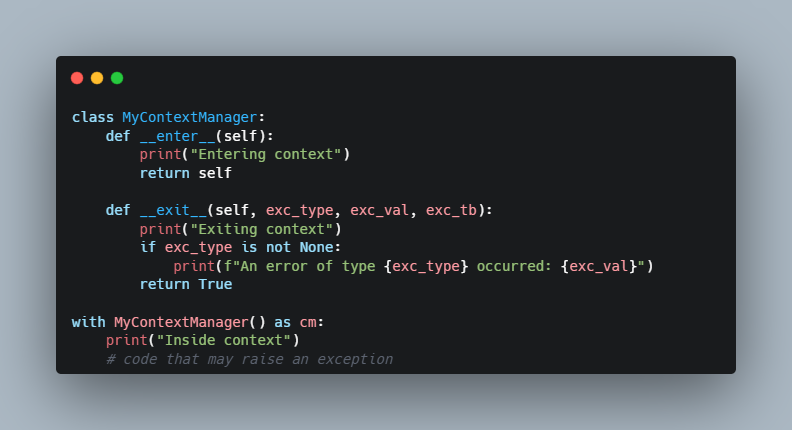 class MyContextManager:
    def __enter__(self):
        print("Entering context")
        return self

    def __exit__(self, exc_type, exc_val, exc_tb):
        print("Exiting context")
        if exc_type is not None:
            print(f"An error of type {exc_type} occurred: {exc_val}")
        return True

with MyContextManager() as cm:
    print("Inside context")
    # code that may raise an exception